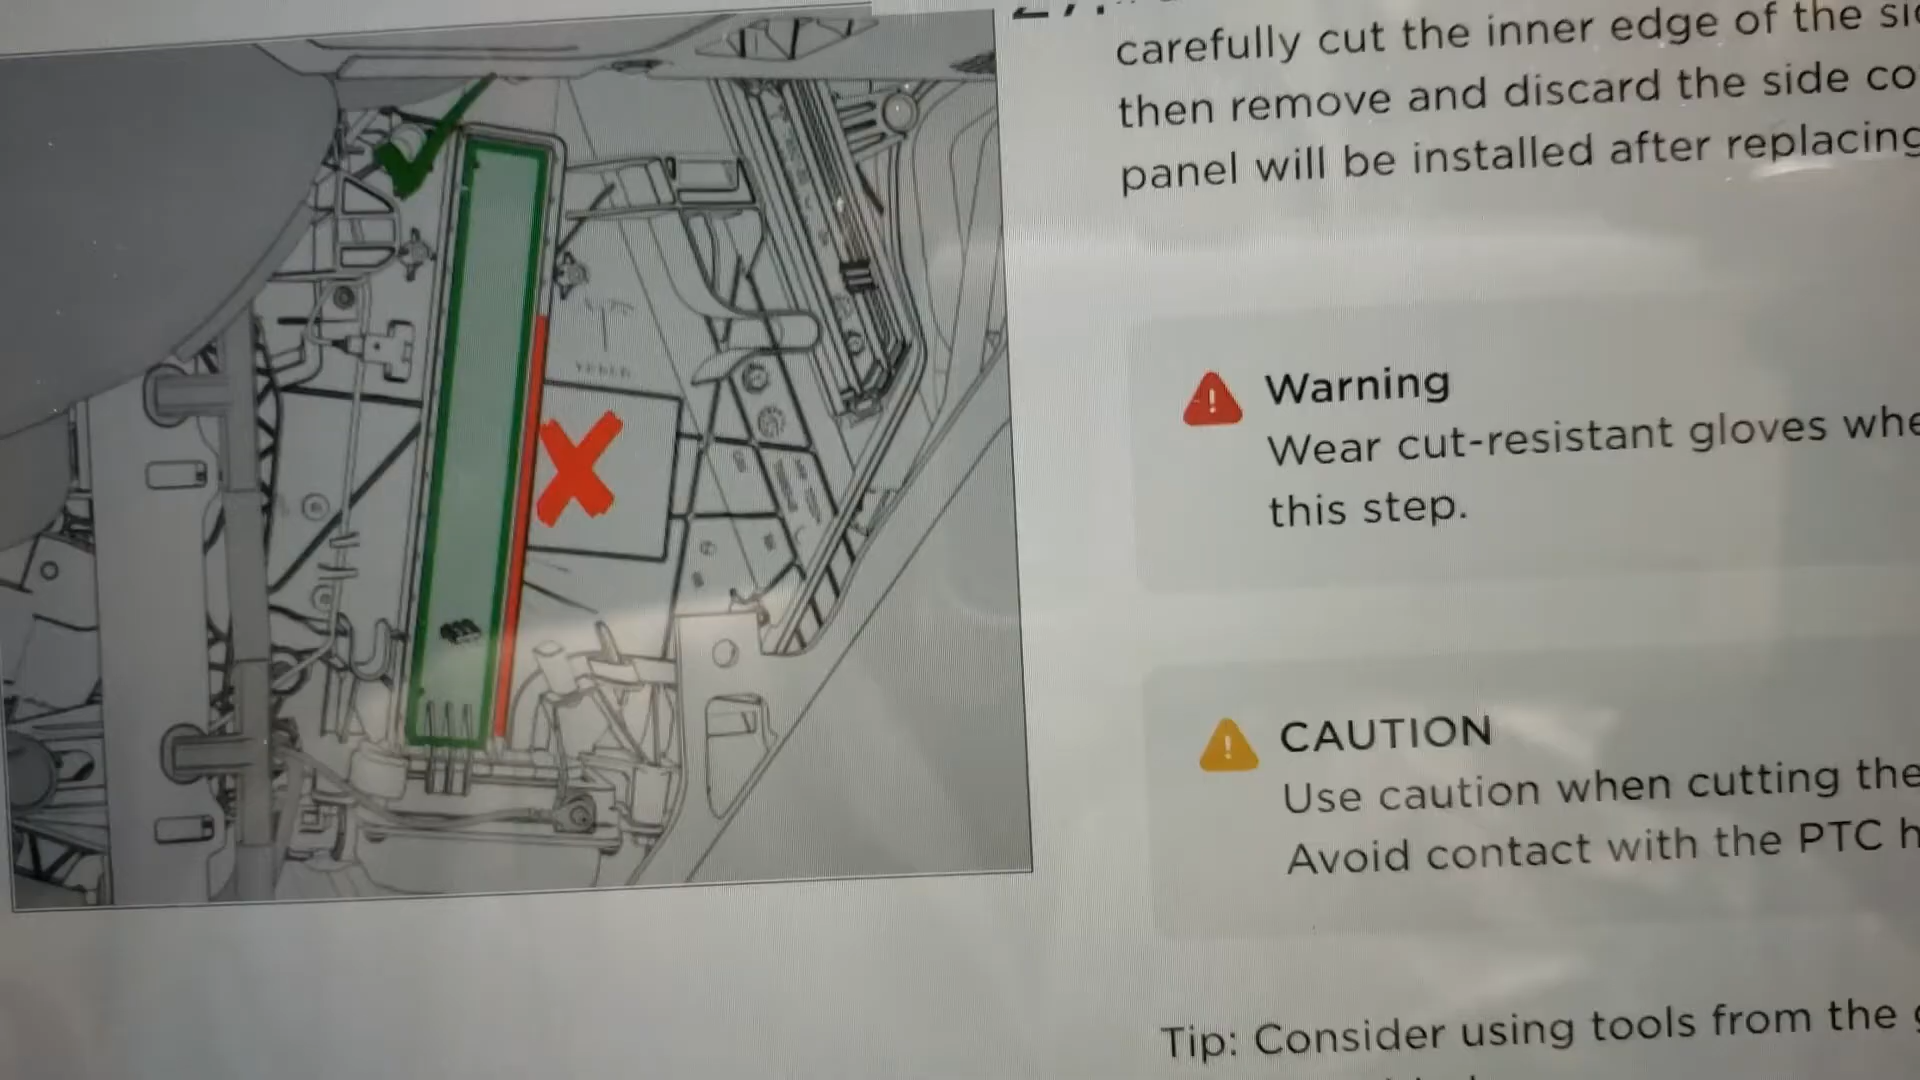 carefully cut the inner edge of the
then remove and discard the side
panel will be installed after replacing
Warning
Wear cut-resistant gloves
this step.
CAUTION
Use caution when cutting the
Avoid contact with the PTC
Tip: Consider using tools from the